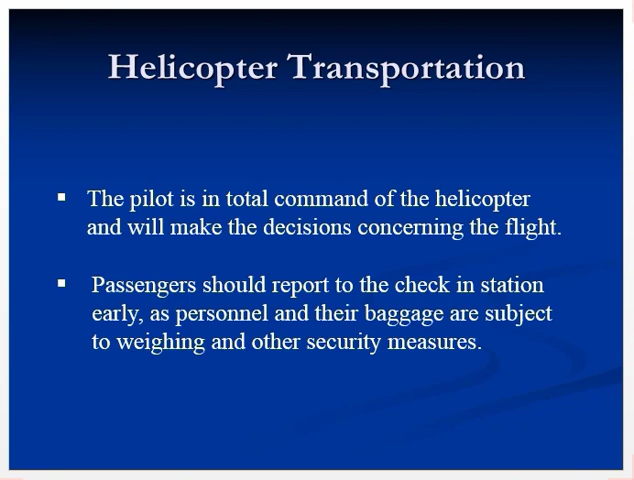 Helicopter Transportation
▪ The pilot is in total command of the helicopter
and will make the decisions concerning the flight.
▪ Passengers should report to the check in station
early, as personnel and their baggage are subject
to weighing and other security measures.